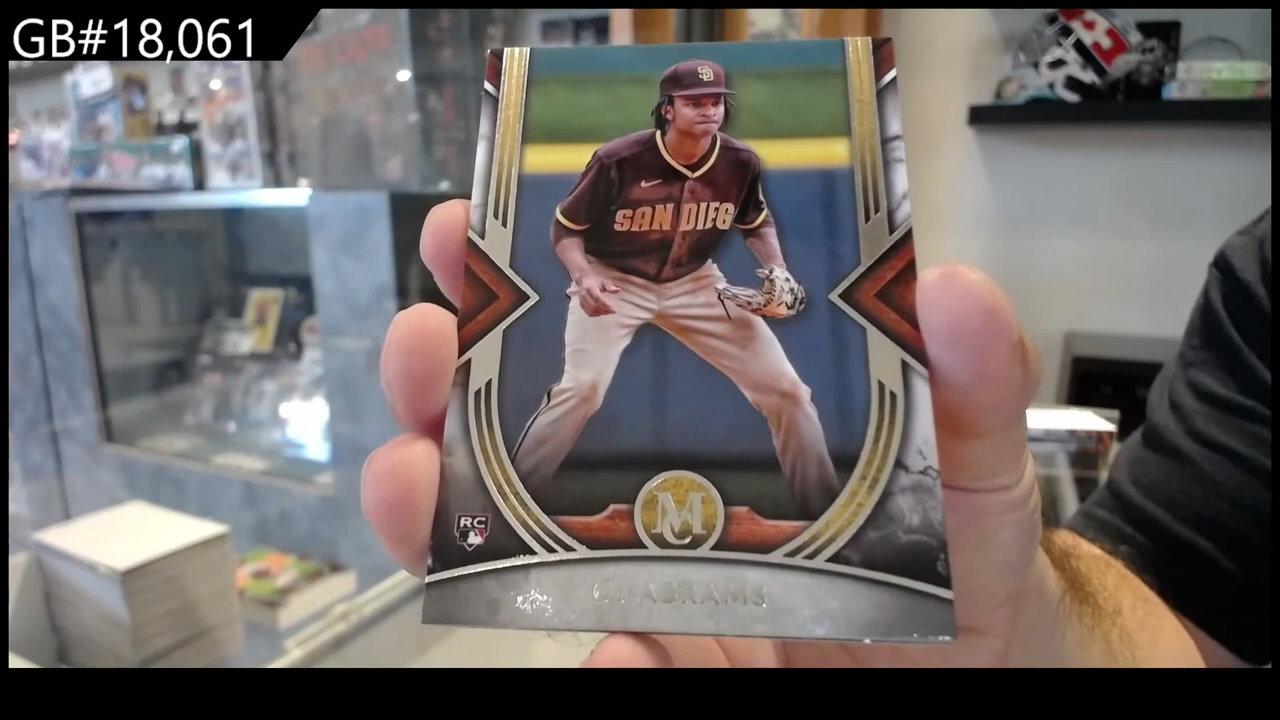 GB#18,061
SD
SAN DIEG
MC
RC
CJ ABRAMS